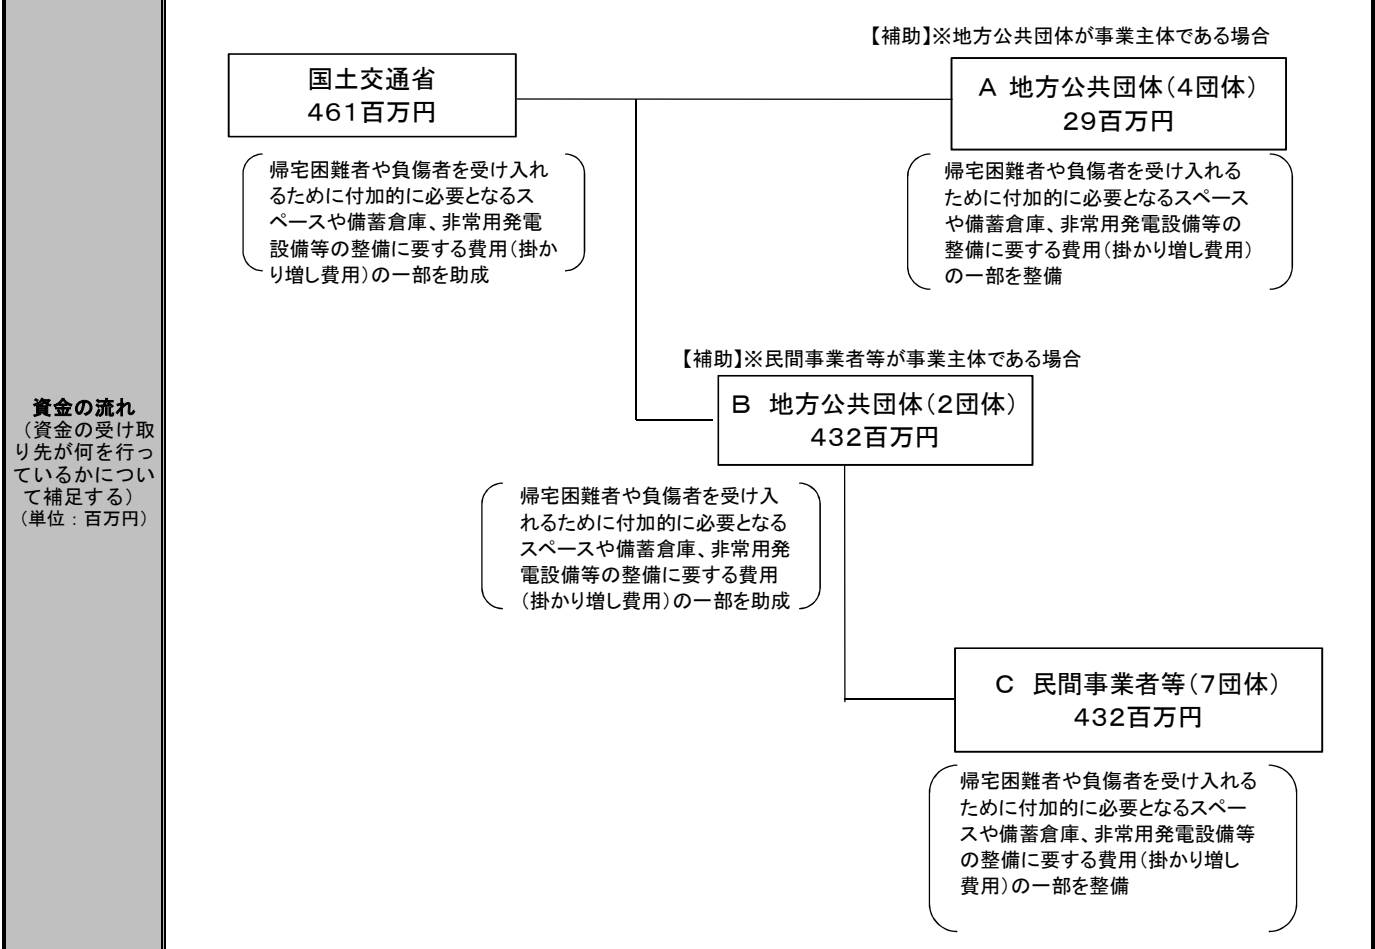 資金の流れ
（資金の受け取
り先が何を行っ
ているかについ
て補足する）
（単位：百万円）
国土交通省
461百万円
帰宅困難者や負傷者を受け入れ
るために付加的に必要となるス
ペースや備蓄倉庫、非常用発電
設備等の整備に要する費用（掛か
り増し費用）の一部を助成
【補助】※地方公共団体が事業主体である場合
A 地方公共団体（4団体）
29百万円
帰宅困難者や負傷者を受け入れる
ために付加的に必要となるスペース
や備蓄倉庫、非常用発電設備等の
整備に要する費用（掛かり増し費用）
の一部を整備
【補助】※民間事業者等が事業主体である場合
B 地方公共団体（2団体）
432百万円
帰宅困難者や負傷者を受け入
れるために付加的に必要となる
スペースや備蓄倉庫、非常用発
電設備等の整備に要する費用
（掛かり増し費用）の一部を助成
C 民間事業者等（7団体）
432百万円
帰宅困難者や負傷者を受け入れる
ために付加的に必要となるスペー
スや備蓄倉庫、非常用発電設備等
の整備に要する費用（掛かり増し
費用）の一部を整備